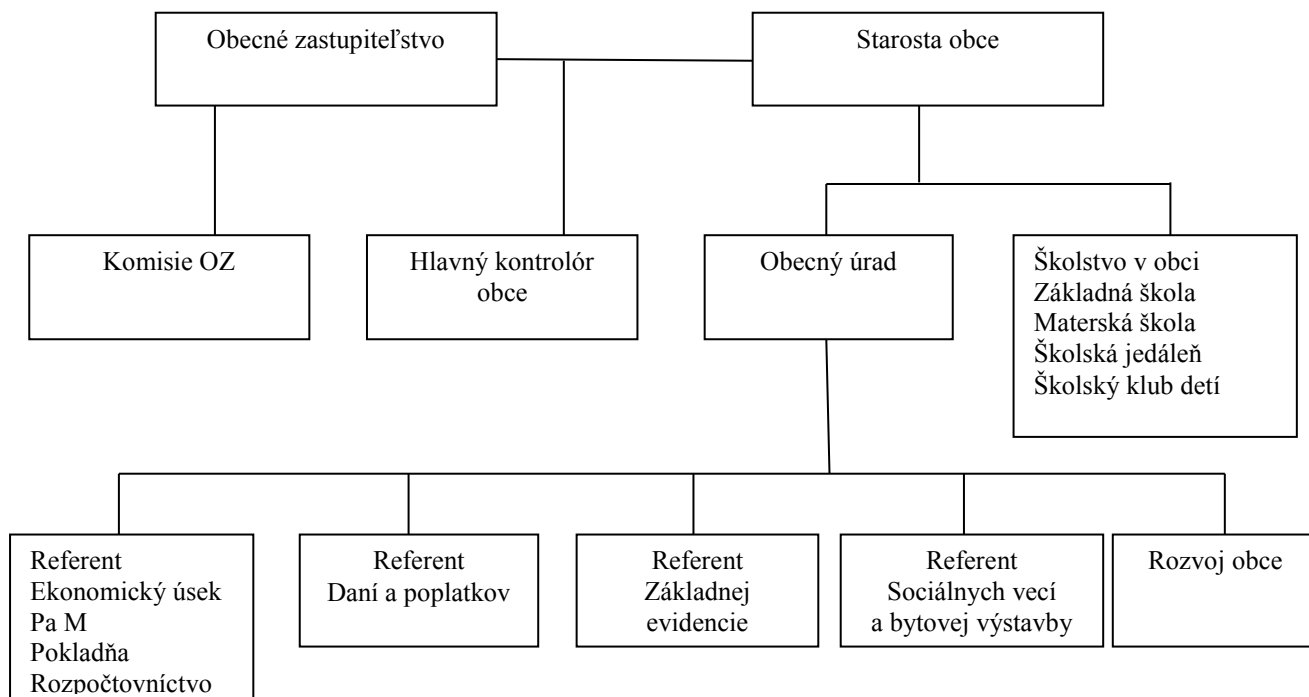 Obecné zastupiteľstvo
Starosta obce
Komisie OZ
Hlavný kontrolór
obce
Obecný úrad
Školstvo v obci
Základná škola
Materská škola
Školská jedáleň
Školský klub detí
Referent
Ekonomický úsek
Pa M
Pokladňa
Rozpočtovníctvo
Referent
Daní a poplatkov
Referent
Základnej
evidencie
Referent
Sociálnych vecí
a bytovej výstavby
Rozvoj obce